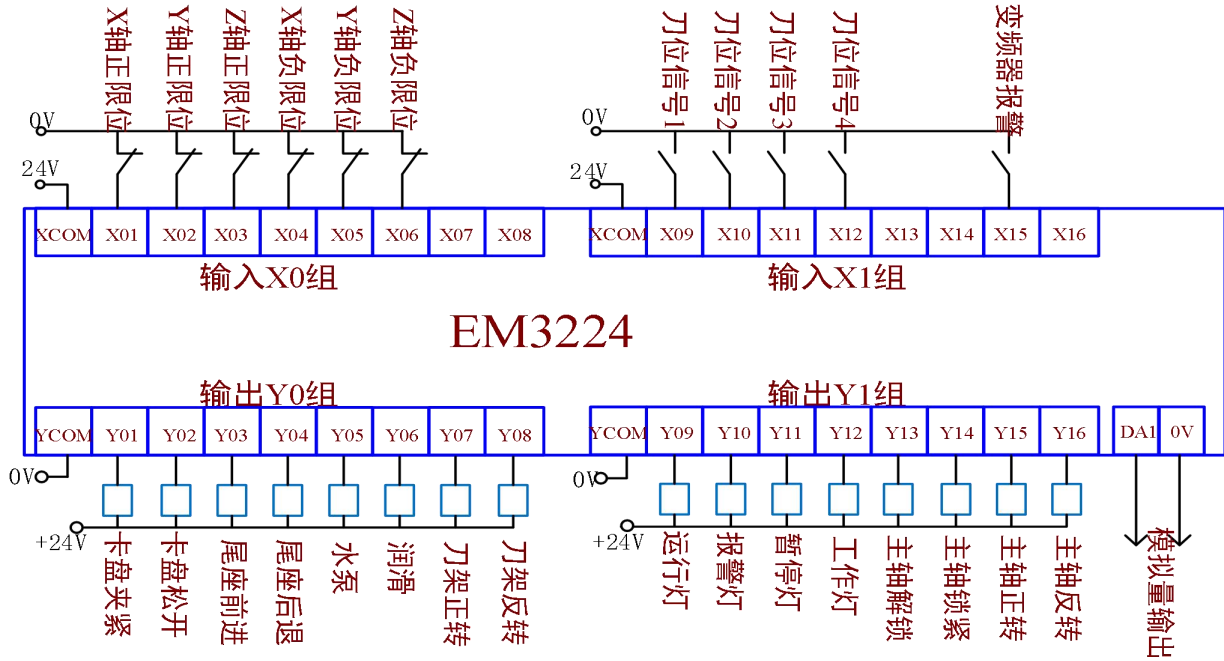 X轴正限位
Y轴正限位
Z轴正限位
X轴负限位
Y轴负限位
Z轴负限位
刀位信号1
刀位信号2
刀位信号3
刀位信号4
变频器报警
0V
0V
24V
24V
XCOM X01 X02 X03 X04 X05 X06 X07 X08
XCOM X09 X10 X11 X12 X13 X14 X15 X16
输入X0组
输入X1组
EM3224
输出Y0组
输出Y1组
YCOM Y01 Y02 Y03 Y04 Y05 Y06 Y07 Y08
YCOM Y09 Y10 Y11 Y12 Y13 Y14 Y15 Y16
DA1 0V
0V
0V
+24V
+24V
卡盘夹紧
卡盘松开
尾座前进
尾座后退
水泵
润滑
刀架正转
刀架反转
运行灯
报警灯
暂停灯
工作灯
主轴解锁
主轴锁紧
主轴正转
主轴反转
模拟量输出